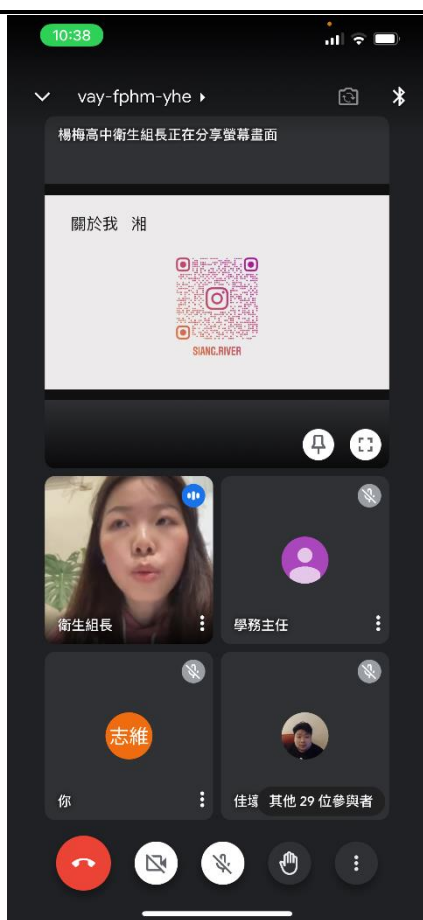 10:38
vay-fphm-yhe
楊梅高中衛生組長正在分享螢幕畫面
關於我 湘
SIANG.RIVER
衛生組長
學務主任
志維
你
其他 29 位參與者